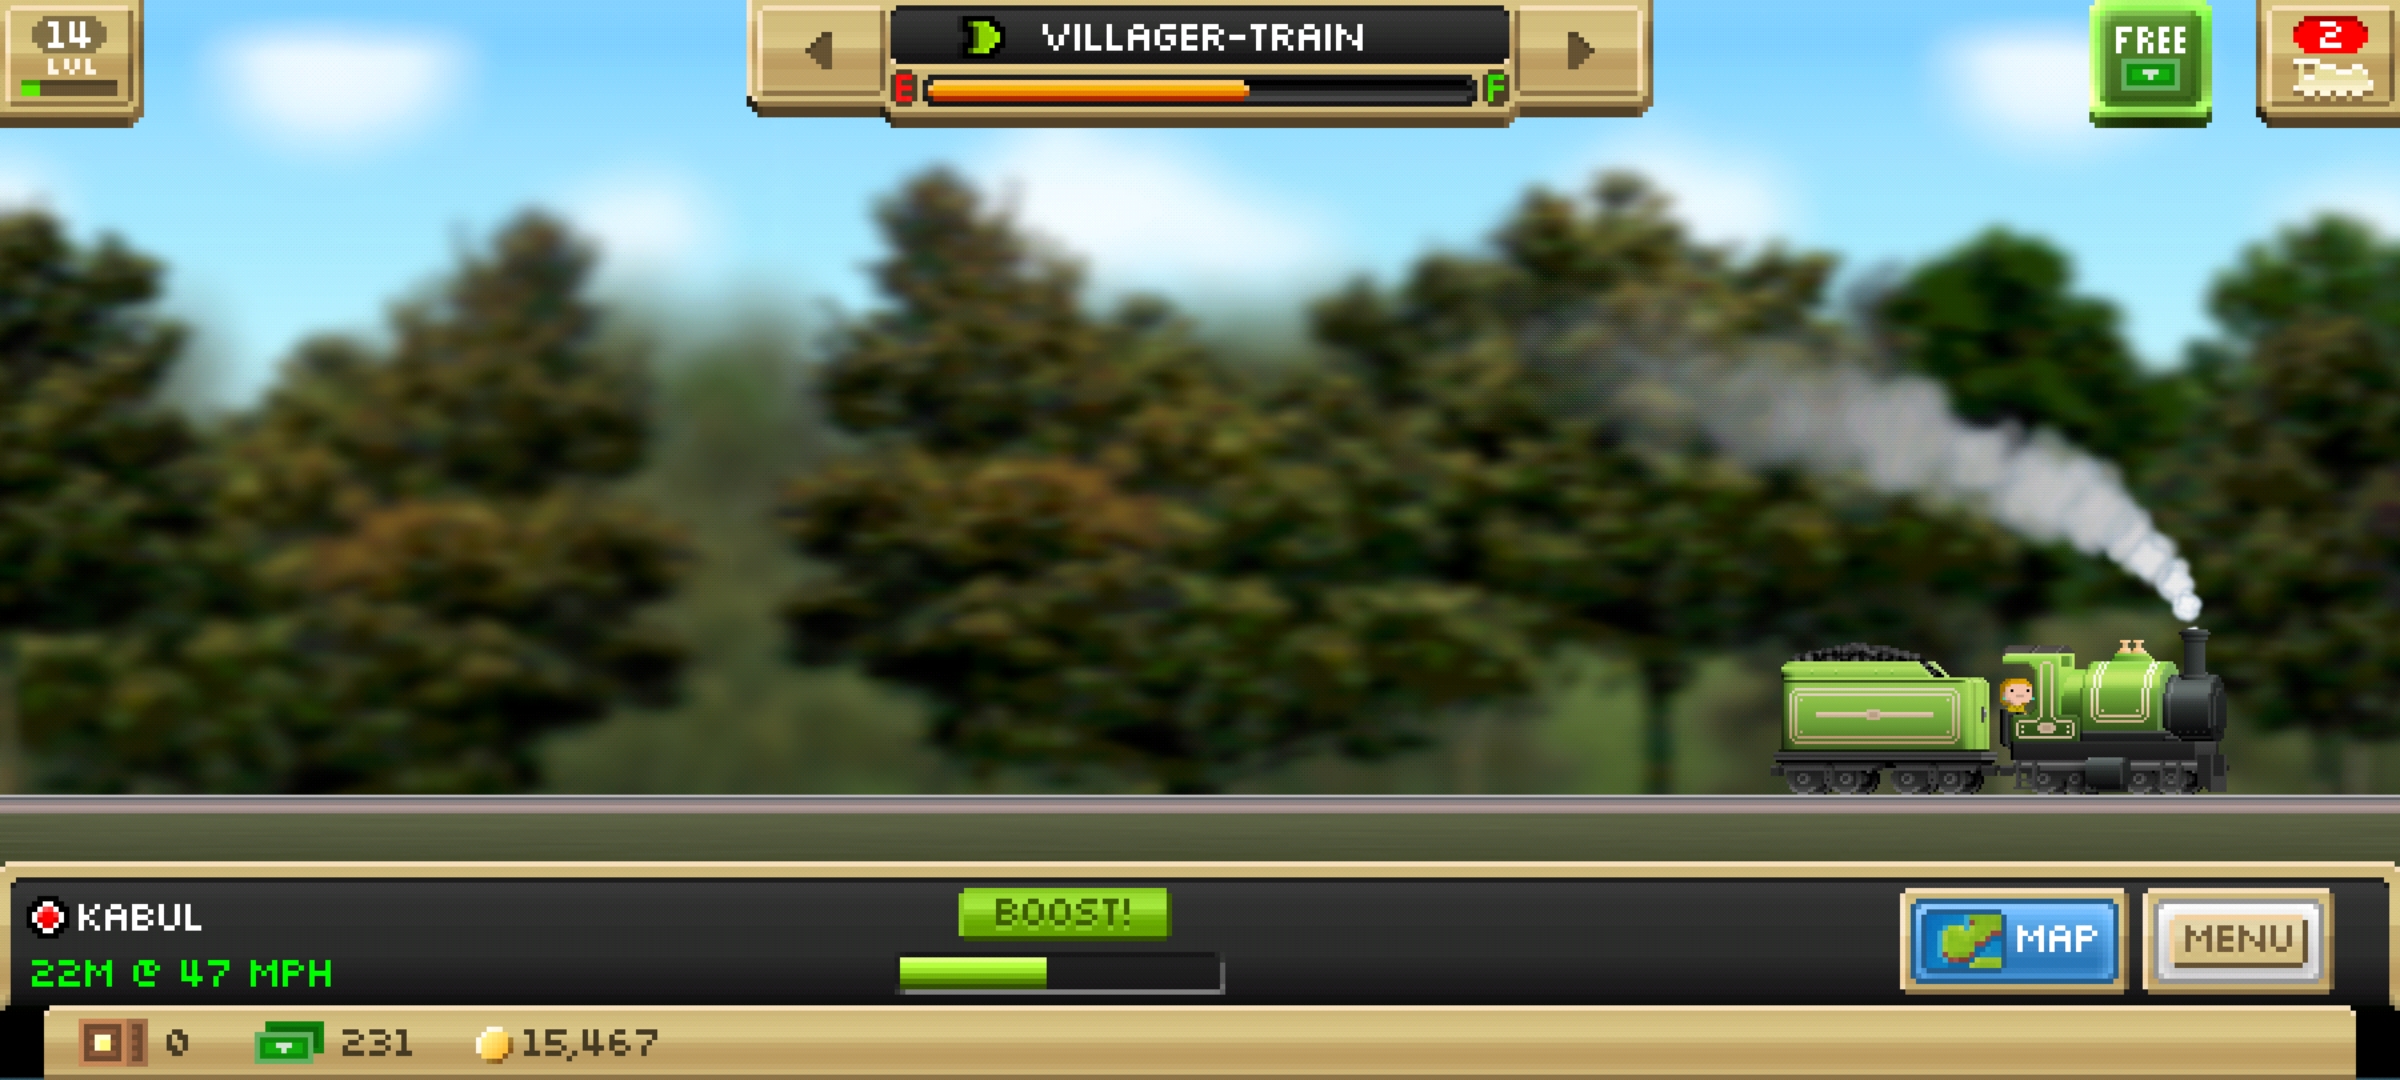 14
LVL
VILLAGER-TRAIN
E F
FREE
2
KABUL
22M @ 47 MPH
BOOST!
MAP
MENU
0 231 15,467